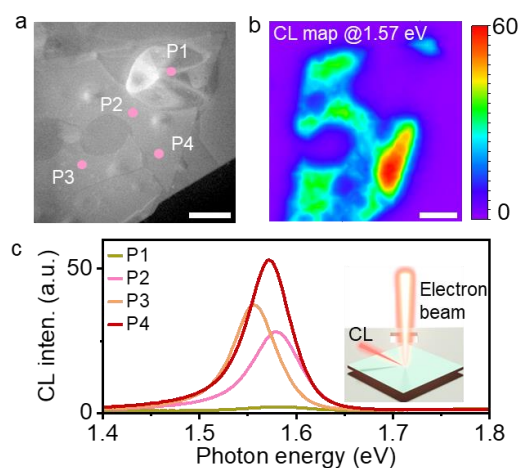 a
P1
P2
P4
P3
b
CL map @1.57 eV
60
0
c
50
0
CL inten. (a.u.)
P1
P2
P3
P4
Electron
beam
CL
1.4 1.5 1.6 1.7 1.8
Photon energy (eV)